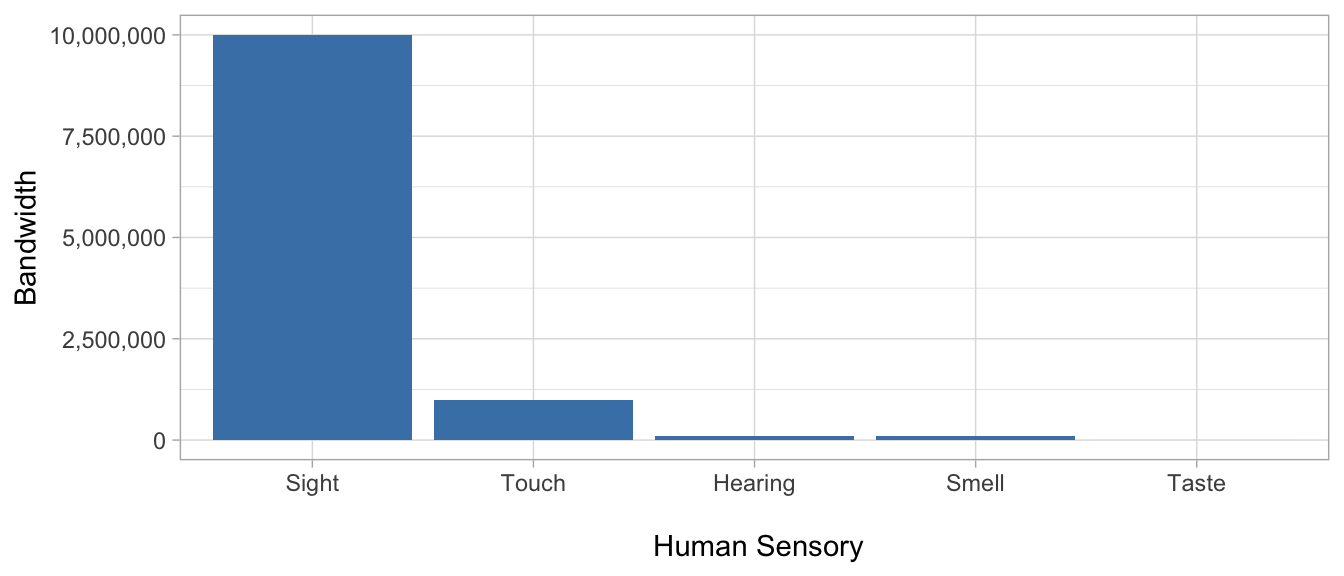 10,000,000
7,500,000
5,000,000
2,500,000
0
Bandwidth
Sight Touch Hearing Smell Taste
Human Sensory